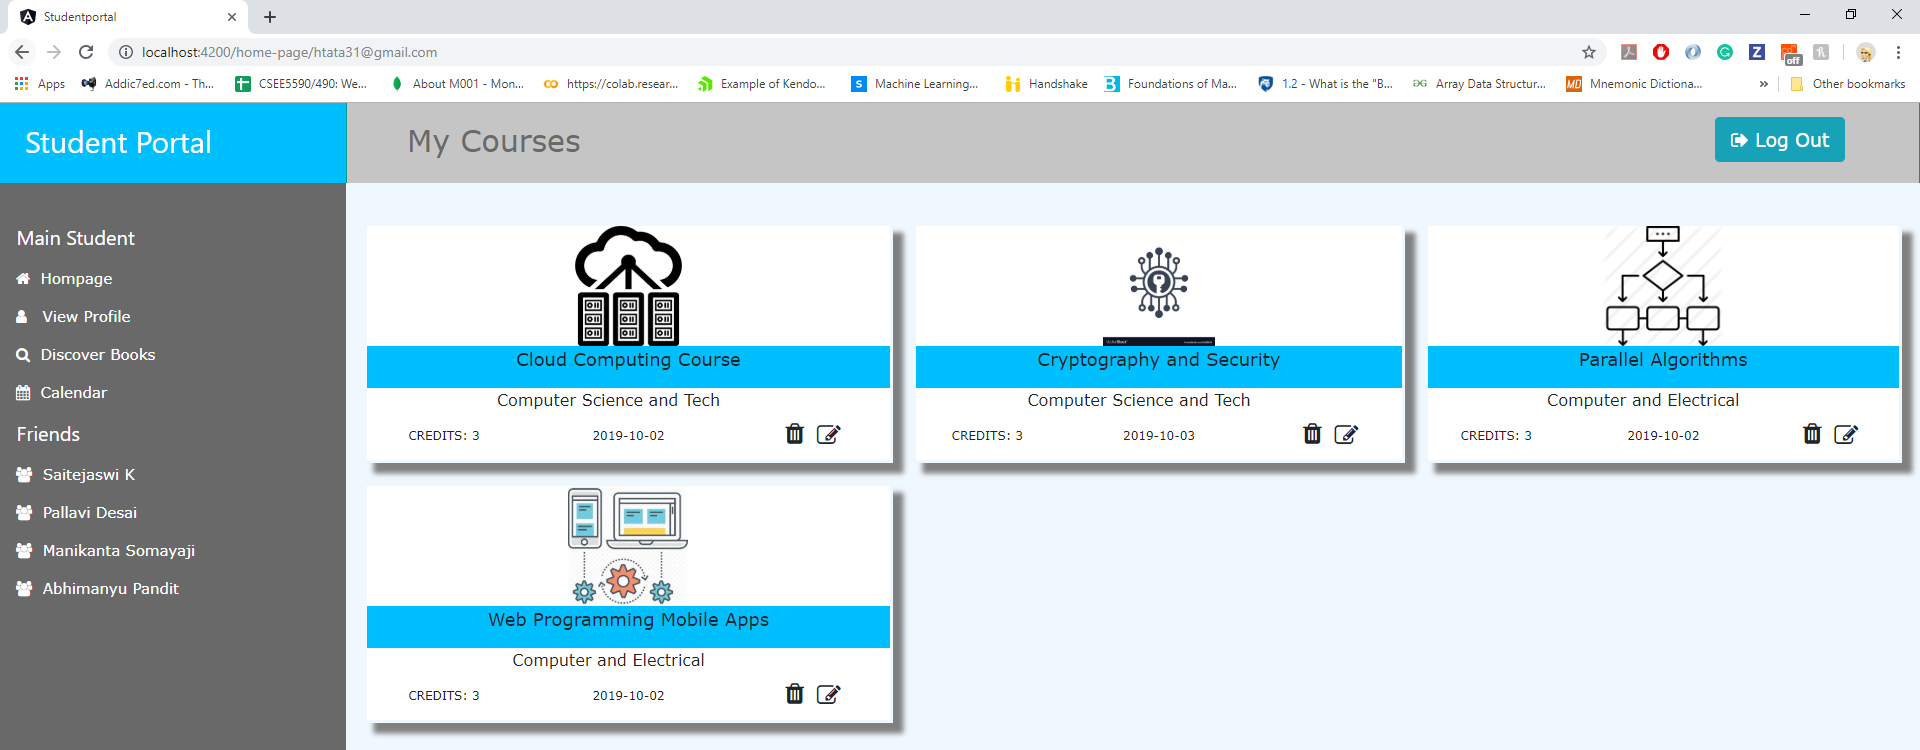 Studentportal
localhost:4200/home-page/htata31@gmail.com
off
Apps
Addic7ed.com - Th...
CSEE5590/490: We...
About M001 - Mon...
https://colab.resear...
Example of Kendo...
Machine Learning...
Handshake
Foundations of Ma...
1.2 - What is the "B...
Array Data Structur...
Mnemonic Dictiona...
»
Other bookmarks
Student Portal
My Courses
Log Out
Main Student
Hompage
View Profile
Discover Books
Calendar
Friends
Saitejaswi K
Pallavi Desai
Manikanta Somayaji
Abhimanyu Pandit
Cloud Computing Course
Computer Science and Tech
CREDITS: 3 2019-10-02
Cryptography and Security
Computer Science and Tech
CREDITS: 3 2019-10-03
Parallel Algorithms
Computer and Electrical
CREDITS: 3 2019-10-02
Web Programming Mobile Apps
Computer and Electrical
CREDITS: 3 2019-10-02